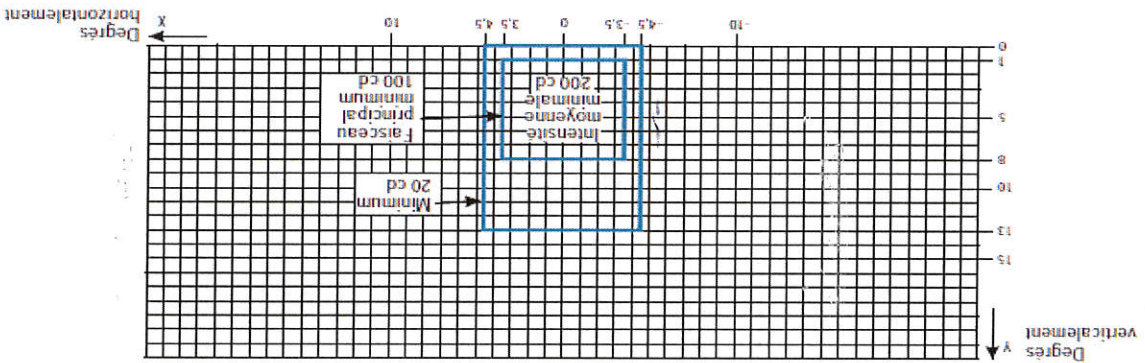 Degrés
verticalement
Y
15
13
10
8
5
1
0
Minimum
20 cd
Intensité
moyenne
minimale
200 cd
Faisceau
principal
minimum
100 cd
-10
-4,5
-3,5
0
3,5
4,5
10
X
Degrés
horizontalement